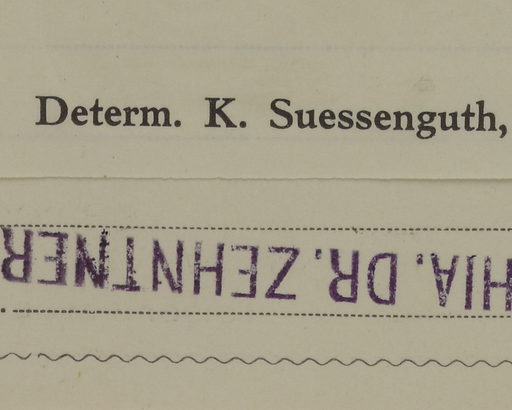 Determ. K. Suessenguth,
HIA. DR. ZEHNTNER